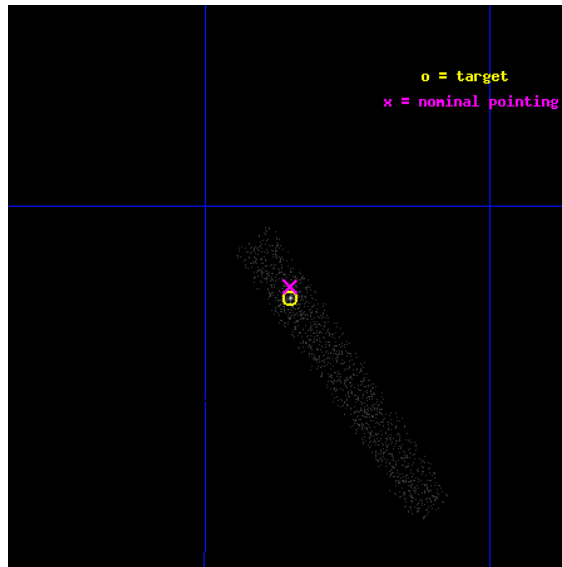 o = target
x = nominal pointing